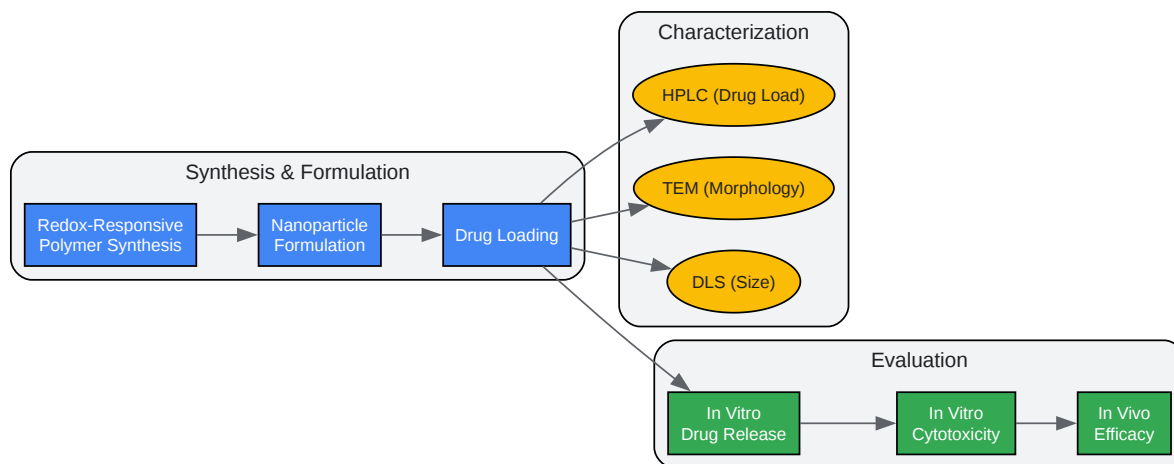 Characterization
HPLC (Drug Load)
TEM (Morphology)
DLS (Size)
Synthesis & Formulation
Redox-Responsive
Polymer Synthesis
Nanoparticle
Formulation
Drug Loading
Evaluation
In Vitro
Drug Release
In Vitro
Cytotoxicity
In Vivo
Efficacy